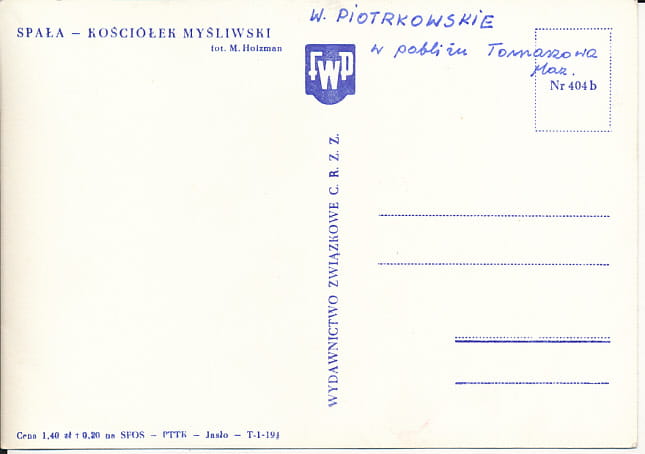 SPAŁA — KOŚCIÓŁEK MYŚLIWSKI
fot. M. Holzman
W. PIOTRKOWSKIE
w pobliżu Tomaszowa
Maz.
FWP
Nr 404 b
WYDAWNICTWO ZWIĄZKOWE C. R. Z. Z.
Cena 1,40 zł + 0,20 na SFOS — PTTK — Jasło — T-1-194